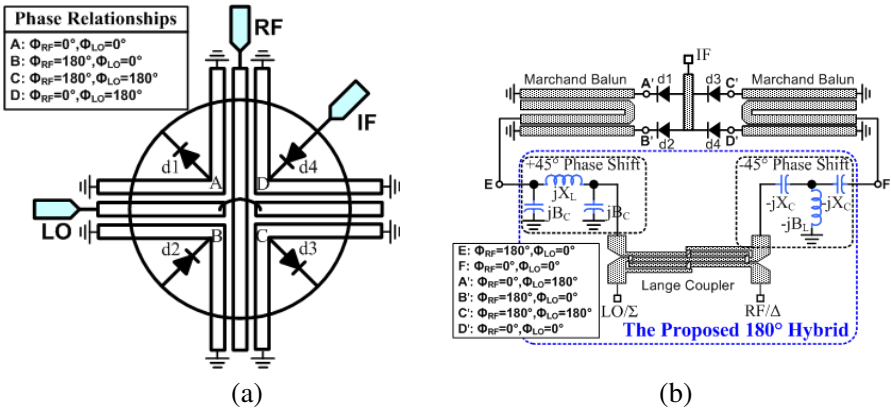 Phase Relationships
A: ΦRF=0°,ΦLO=0°
B: ΦRF=180°,ΦLO=0°
C: ΦRF=180°,ΦLO=180°
D: ΦRF=0°,ΦLO=180°
RF
IF
LO
d1
d4
A
D
B
C
d2
d3
(a)
IF
Marchand Balun
A'
d1
d3
C'
Marchand Balun
B'
d2
d4
D'
E
+45° Phase Shift
jXL
jBC
jBC
-45° Phase Shift
-jXC
-jXC
-jBL
F
E: ΦRF=180°,ΦLO=0°
F: ΦRF=0°,ΦLO=0°
A': ΦRF=0°,ΦLO=180°
B': ΦRF=180°,ΦLO=0°
C': ΦRF=180°,ΦLO=180°
D': ΦRF=0°,ΦLO=0°
Lange Coupler
LO/Σ
RF/Δ
The Proposed 180° Hybrid
(b)